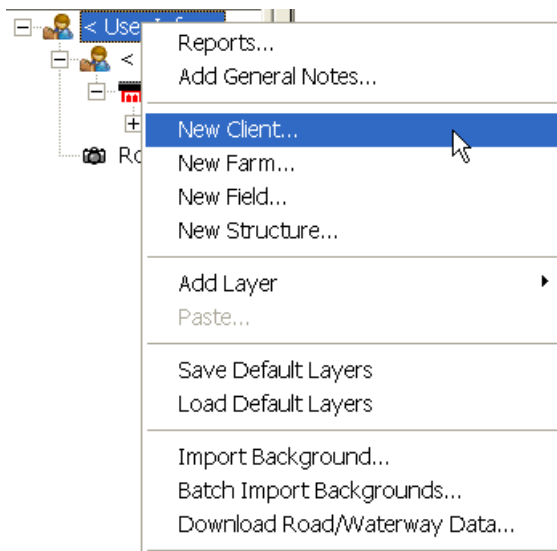 < User Info
Reports...
Add General Notes...
<
New Client...
New Farm...
New Field...
New Structure...
Add Layer
Paste...
Save Default Layers
Load Default Layers
Import Background...
Batch Import Backgrounds...
Download Road/Waterway Data...